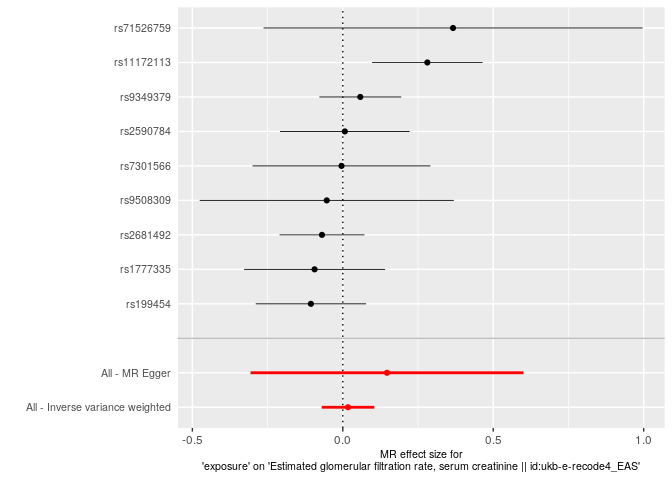 rs71526759
rs11172113
rs9349379
rs2590784
rs7301566
rs9508309
rs2681492
rs1777335
rs199454
All - MR Egger
All - Inverse variance weighted
-0.5 0.0 0.5 1.0
MR effect size for
'exposure' on 'Estimated glomerular filtration rate, serum creatinine || id:ukb-e-recode4_EAS'